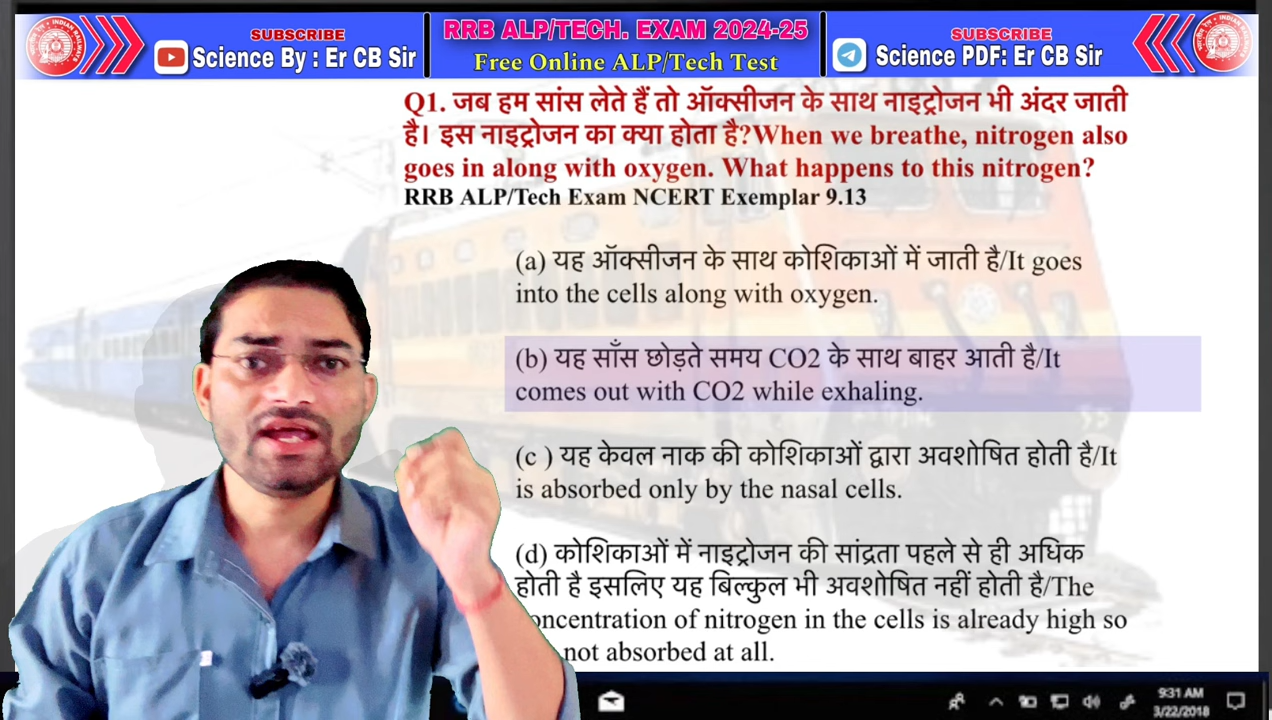 SUBSCRIBE
Science By : Er CB Sir
RRB ALP/TECH. EXAM 2024-25
Free Online ALP/Tech Test
SUBSCRIBE
Science PDF: Er CB Sir
Q1. जब हम सांस लेते हैं तो ऑक्सीजन के साथ नाइट्रोजन भी अंदर जाती
है। इस नाइट्रोजन का क्या होता है?When we breathe, nitrogen also
goes in along with oxygen. What happens to this nitrogen?
RRB ALP/Tech Exam NCERT Exemplar 9.13
(a) यह ऑक्सीजन के साथ कोशिकाओं में जाती है/It goes
into the cells along with oxygen.
(b) यह साँस छोड़ते समय CO2 के साथ बाहर आती है/It
comes out with CO2 while exhaling.
(c ) यह केवल नाक की कोशिकाओं द्वारा अवशोषित होती है/It
is absorbed only by the nasal cells.
(d) कोशिकाओं में नाइट्रोजन की सांद्रता पहले से ही अधिक
होती है इसलिए यह बिल्कुल भी अवशोषित नहीं होती है/The
oncentration of nitrogen in the cells is already high so
not absorbed at all.
9:31 AM
3/22/2018